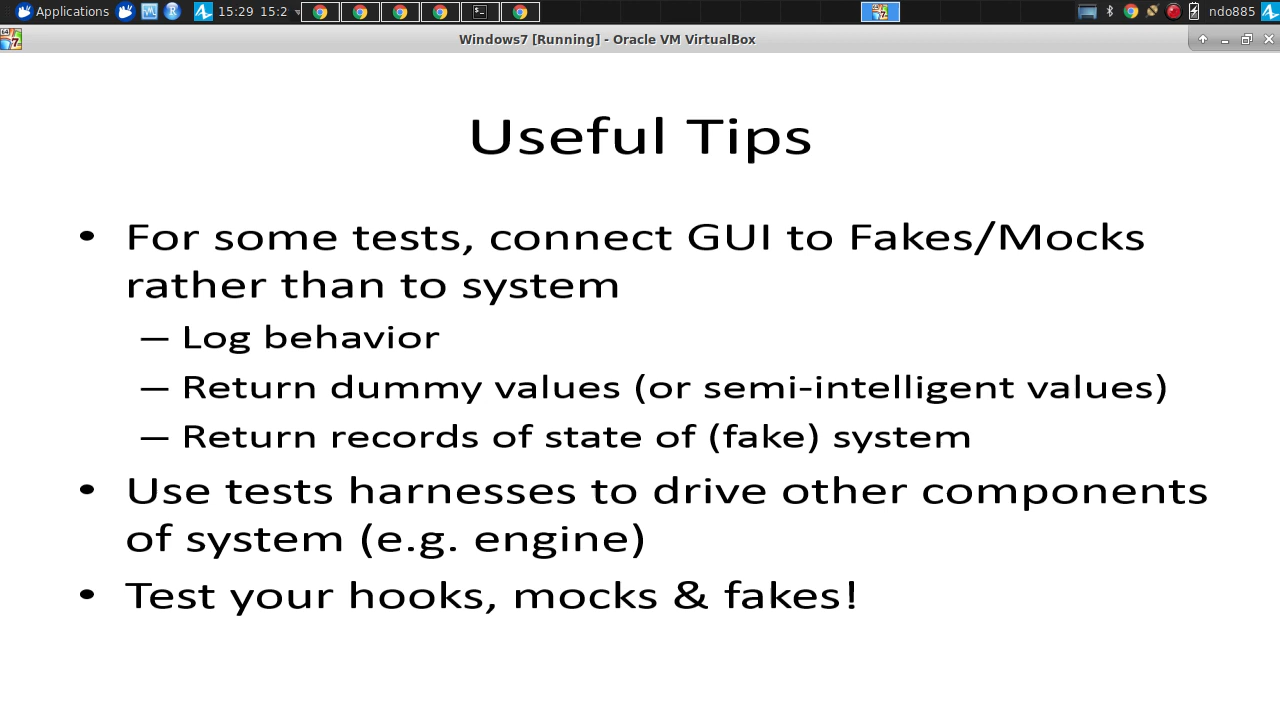 Applications 15:29 15:2 ndo885
Windows7 [Running] - Oracle VM VirtualBox
Useful Tips
• For some tests, connect GUI to Fakes/Mocks
rather than to system
– Log behavior
– Return dummy values (or semi-intelligent values)
– Return records of state of (fake) system
• Use tests harnesses to drive other components
of system (e.g. engine)
• Test your hooks, mocks & fakes!